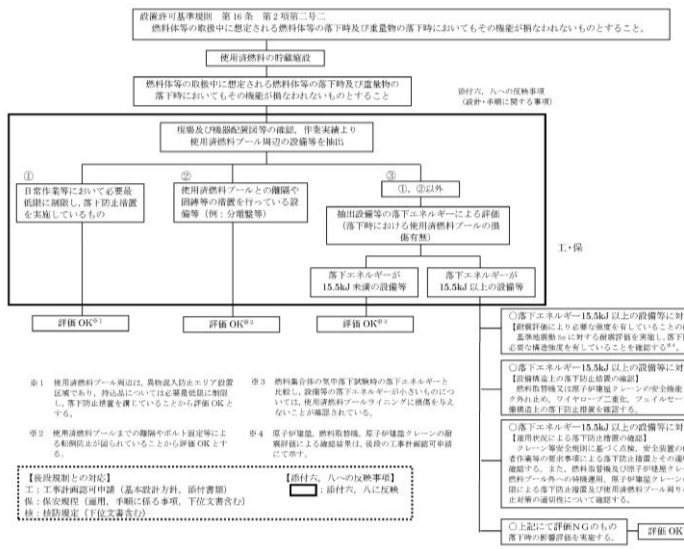 設置許可基準規則 第16条 第2項第二号ニ
燃料体等の取扱中に想定される燃料体等の落下時及び重量物の落下時においてもその機能が損なわれないものとすること。
使用済燃料の貯蔵施設
燃料体等の取扱中に想定される燃料体等の落下時及び重量物の
落下時においてもその機能が損なわれないものとすること
添付六，八への反映事項
（設計・手順に関する事項）
現場及び機器配置図等の確認，作業実績より
使用済燃料プール周辺の設備等を抽出
①
日常作業等において必要最
低限に制限し，落下防止措置
を実施しているもの
②
使用済燃料プールとの離隔や
固縛等の措置を行っている設
備等（例：分電盤等）
③
①，②以外
抽出設備等の落下エネルギーによる評価
（落下時における使用済燃料プールの損
傷有無）
工・保
落下エネルギーが
15.5kJ 未満の設備等
落下エネルギーが
15.5kJ 以上の設備等
評価 OK※1
評価 OK※2
評価 OK※3
○落下エネルギー15.5kJ 以上の設備等に対
【耐震評価により必要な強度を有していることの
基準地震動 Ss に対する耐震評価を実施し，落下
必要な構造強度を有していることを確認する※4。
○落下エネルギー15.5kJ 以上の設備等に対
【設備構造上の落下防止措置の確認】
燃料取替機又は原子炉建屋クレーンの安全機能
ク外れ止め，ワイヤロープ二重化，フェイルセー
備構造上の落下防止措置を確認する。
○落下エネルギー15.5kJ 以上の設備等に対
【運用状況による落下防止措置の確認】
クレーン等安全規則に基づく点検，安全装置の
者作業等の要求事項による落下防止措置とその運
確認する。また，燃料取替機及び原子炉建屋クレ
燃料プール外への待機運用，原子炉建屋クレーン
限による落下防止措置及び使用済燃料プール周りの
止対策の適切性について確認する。
○上記にて評価NGのもの
落下時の影響評価を実施する。
評価 OK
※1 使用済燃料プール周辺は，異物混入防止エリア設置
区域であり，持込品については必要最低限に制限
し，落下防止措置を講じていることから評価 OK と
する。
※2 使用済燃料プールまでの離隔やボルト固定等によ
る転倒防止が図られていることから評価 OK とす
る。
※3 燃料集合体の気中落下試験時の落下エネルギーと
比較し，設備等の落下エネルギーが小さいものにつ
いては，使用済燃料プールライニングに損傷を与え
ないことが確認されている。
※4 原子炉建屋，燃料取替機，原子炉建屋クレーンの耐
震評価による確認結果は，後段の工事計画認可申請
にて示す。
【後段規制との対応】
工：工事計画認可申請（基本設計方針，添付書類）
保：保安規程（運用，手順に係る事項，下位文書含む）
核：核防規定（下位文書含む）
【添付六，八への反映事項】
：添付六，八に反映